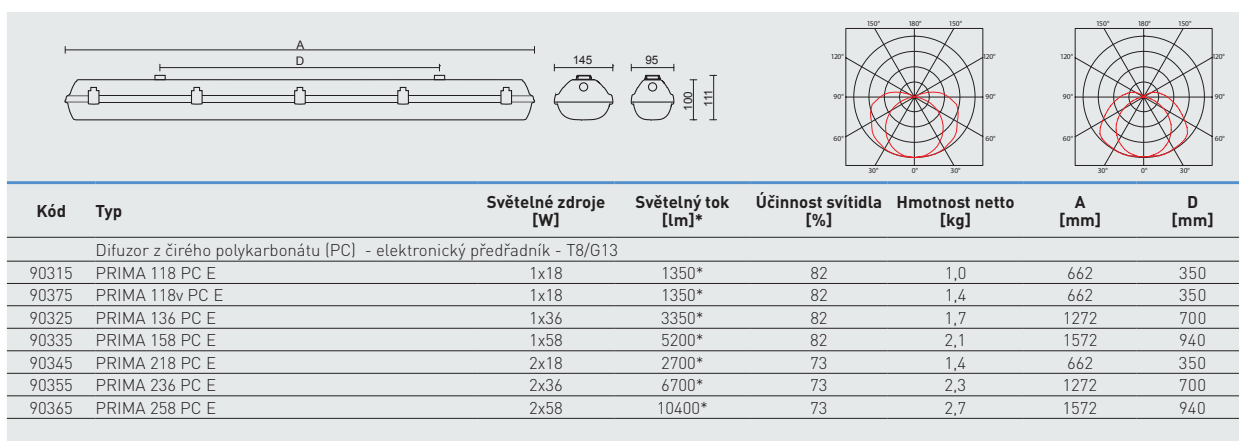 A
D
145
95
100
111
150° 180° 150°
120° 120°
90° 90°
60° 60°
30° 0° 30°
150° 180° 150°
120° 120°
90° 90°
60° 60°
30° 0° 30°
Kód Typ Světelné zdroje [W] Světelný tok [lm]* Účinnost svítidla [%] Hmotnost netto [kg] A [mm] D [mm]
Difuzor z čirého polykarbonátu (PC) - elektronický předřadník - T8/G13
90315 PRIMA 118 PC E 1x18 1350* 82 1,0 662 350
90375 PRIMA 118v PC E 1x18 1350* 82 1,4 662 350
90325 PRIMA 136 PC E 1x36 3350* 82 1,7 1272 700
90335 PRIMA 158 PC E 1x58 5200* 82 2,1 1572 940
90345 PRIMA 218 PC E 2x18 2700* 73 1,4 662 350
90355 PRIMA 236 PC E 2x36 6700* 73 2,3 1272 700
90365 PRIMA 258 PC E 2x58 10400* 73 2,7 1572 940